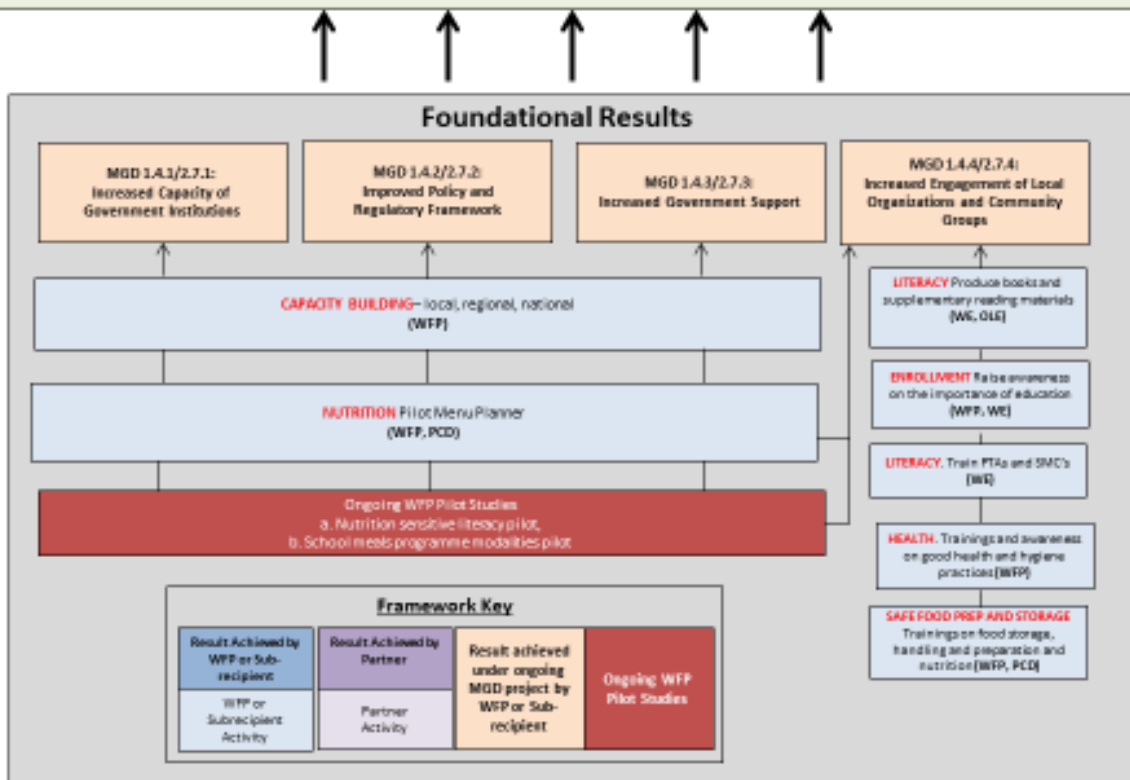 Foundational Results
MGD 1.4.1/2.7.1:
Increased Capacity of
Government Institutions
MGD 1.4.2/2.7.2:
Improved Policy and
Regulatory Framework
MGD 1.4.3/2.7.3:
Increased Government Support
MGD 1.4.4/2.7.4:
Increased Engagement of Local
Organizations and Community
Groups
CAPACITY BUILDING– local, regional, national
(WFP)
NUTRITION Pilot Menu Planner
(WFP, PCD)
Ongoing WFP Pilot Studies
a. Nutrition sensitive literacy pilot,
b. School meals programme modalities pilot
LITERACY Produce books and
supplementary reading materials
(WE, OLE)
ENROLLMENT Raise awareness
on the importance of education
(WFP, WE)
LITERACY. Train PTAs and SMC's
(WE)
HEALTH. Trainings and awareness
on good health and hygiene
practices (WFP)
SAFE FOOD PREP AND STORAGE
Trainings on food storage,
handling and preparation and
nutrition (WFP, PCD)
Framework Key
Result Achieved by
WFP or Sub-
recipient
WFP or
Subrecipient
Activity
Result Achieved by
Partner
Partner
Activity
Result achieved
under ongoing
MGD project by
WFP or Sub-
recipient
Ongoing WFP
Pilot Studies